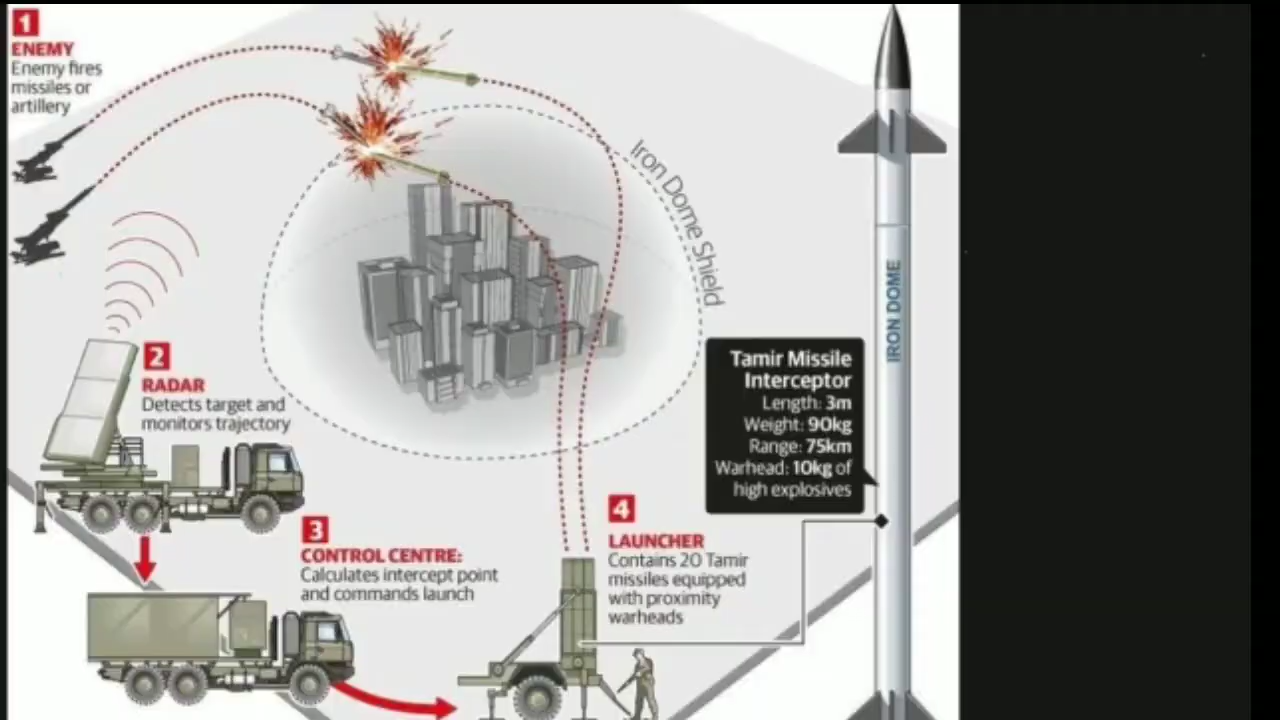 1
ENEMY
Enemy fires
missiles or
artillery
Iron Dome Shield
2
RADAR
Detects target and
monitors trajectory
3
CONTROL CENTRE:
Calculates intercept point
and commands launch
4
LAUNCHER
Contains 20 Tamir
missiles equipped
with proximity
warheads
Tamir Missile
Interceptor
Length: 3m
Weight: 90kg
Range: 75km
Warhead: 10kg of
high explosives
IRON DOME